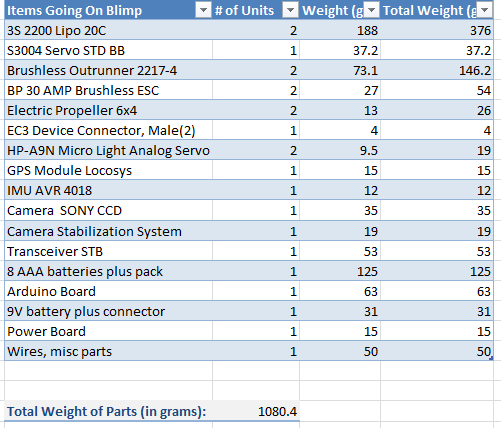 Items Going On Blimp # of Units Weight (g Total Weight (g
3S 2200 Lipo 20C 2 188 376
S3004 Servo STD BB 1 37.2 37.2
Brushless Outrunner 2217-4 2 73.1 146.2
BP 30 AMP Brushless ESC 2 27 54
Electric Propeller 6x4 2 13 26
EC3 Device Connector, Male(2) 1 4 4
HP-A9N Micro Light Analog Servo 2 9.5 19
GPS Module Locosys 1 15 15
IMU AVR 4018 1 12 12
Camera SONY CCD 1 35 35
Camera Stabilization System 1 19 19
Transceiver STB 1 53 53
8 AAA batteries plus pack 1 125 125
Arduino Board 1 63 63
9V battery plus connector 1 31 31
Power Board 1 15 15
Wires, misc parts 1 50 50
Total Weight of Parts (in grams): 1080.4